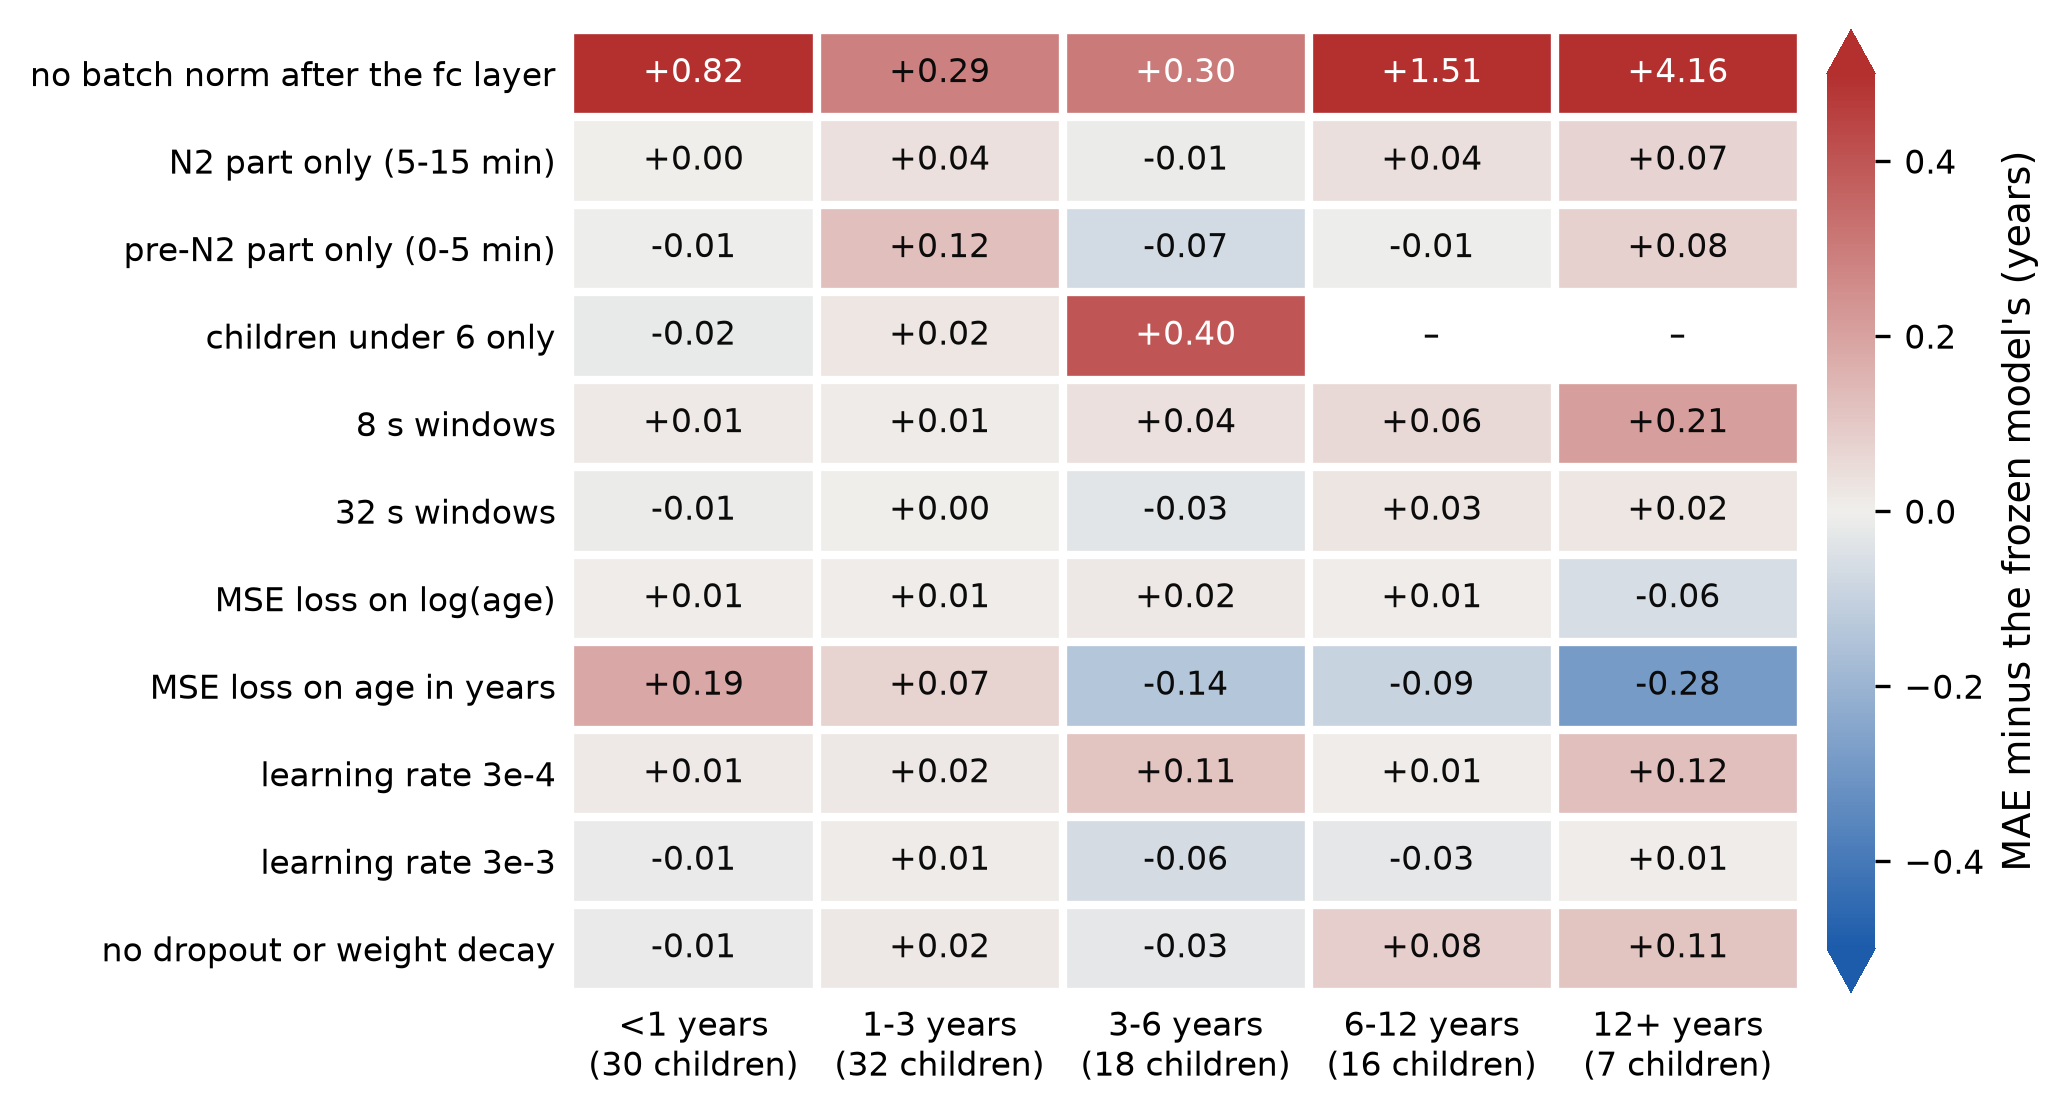 no batch norm after the fc layer +0.82 +0.29 +0.30 +1.51 +4.16
N2 part only (5-15 min) +0.00 +0.04 -0.01 +0.04 +0.07
pre-N2 part only (0-5 min) -0.01 +0.12 -0.07 -0.01 +0.08
children under 6 only -0.02 +0.02 +0.40 – –
8 s windows +0.01 +0.01 +0.04 +0.06 +0.21
32 s windows -0.01 +0.00 -0.03 +0.03 +0.02
MSE loss on log(age) +0.01 +0.01 +0.02 +0.01 -0.06
MSE loss on age in years +0.19 +0.07 -0.14 -0.09 -0.28
learning rate 3e-4 +0.01 +0.02 +0.11 +0.01 +0.12
learning rate 3e-3 -0.01 +0.01 -0.06 -0.03 +0.01
no dropout or weight decay -0.01 +0.02 -0.03 +0.08 +0.11
<1 years 1-3 years 3-6 years 6-12 years 12+ years
(30 children) (32 children) (18 children) (16 children) (7 children)
0.4
0.2
0.0
−0.2
−0.4
MAE minus the frozen model's (years)